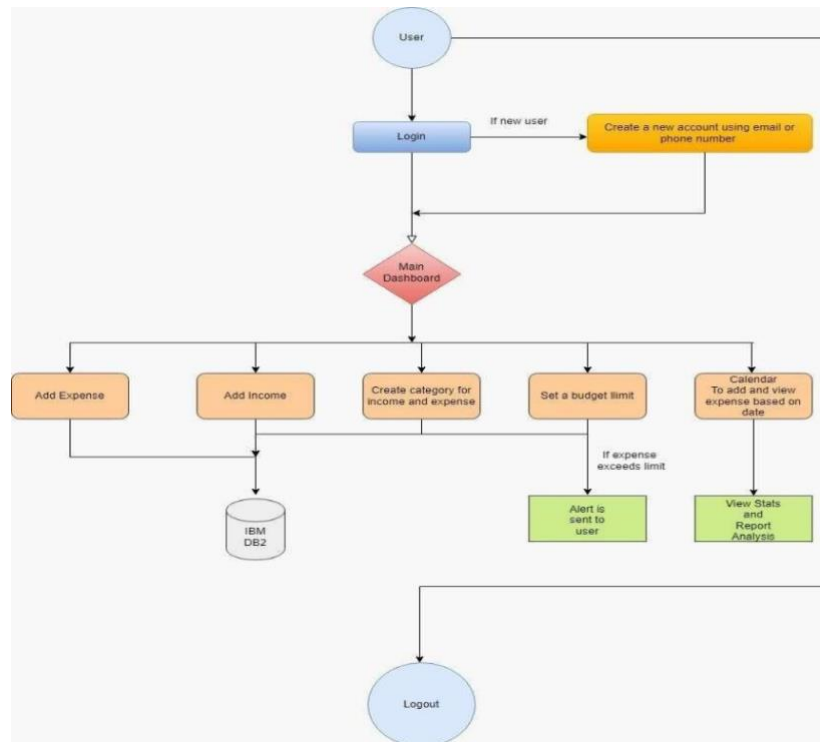 User
Login
If new user
Create a new account using email or
phone number
Main
Dashboard
Add Expense
Add Income
Create category for
income and expense
Set a budget llimit
Calendar
To add and view
expense based on
date
If expense
exceeds limit
IBM
DB2
Alert is
sent to
user
View Stats
and
Report
Analysis
Logout